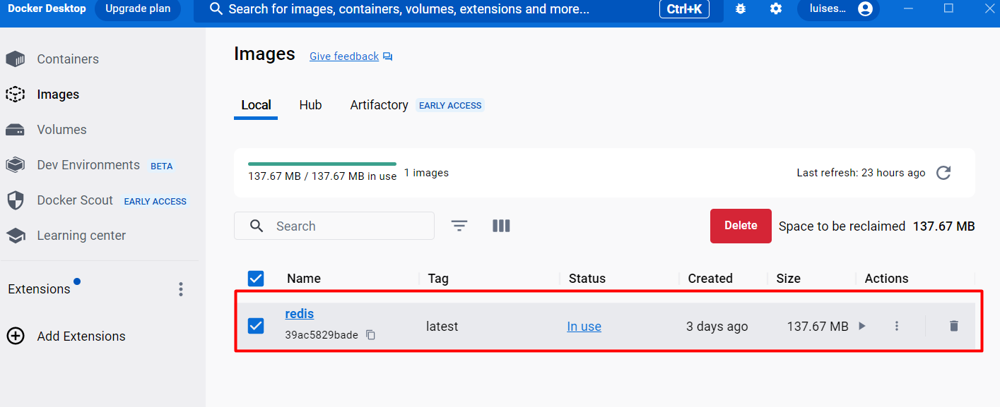 Docker Desktop Upgrade plan Search for images, containers, volumes, extensions and more... Ctrl+K luises...
Containers
Images
Volumes
Dev Environments BETA
Docker Scout EARLY ACCESS
Learning center
Extensions
Add Extensions
Images Give feedback
Local Hub Artifactory EARLY ACCESS
137.67 MB / 137.67 MB in use 1 images Last refresh: 23 hours ago
Search Delete Space to be reclaimed 137.67 MB
Name Tag Status Created Size Actions
redis
39ac5829bade latest In use 3 days ago 137.67 MB